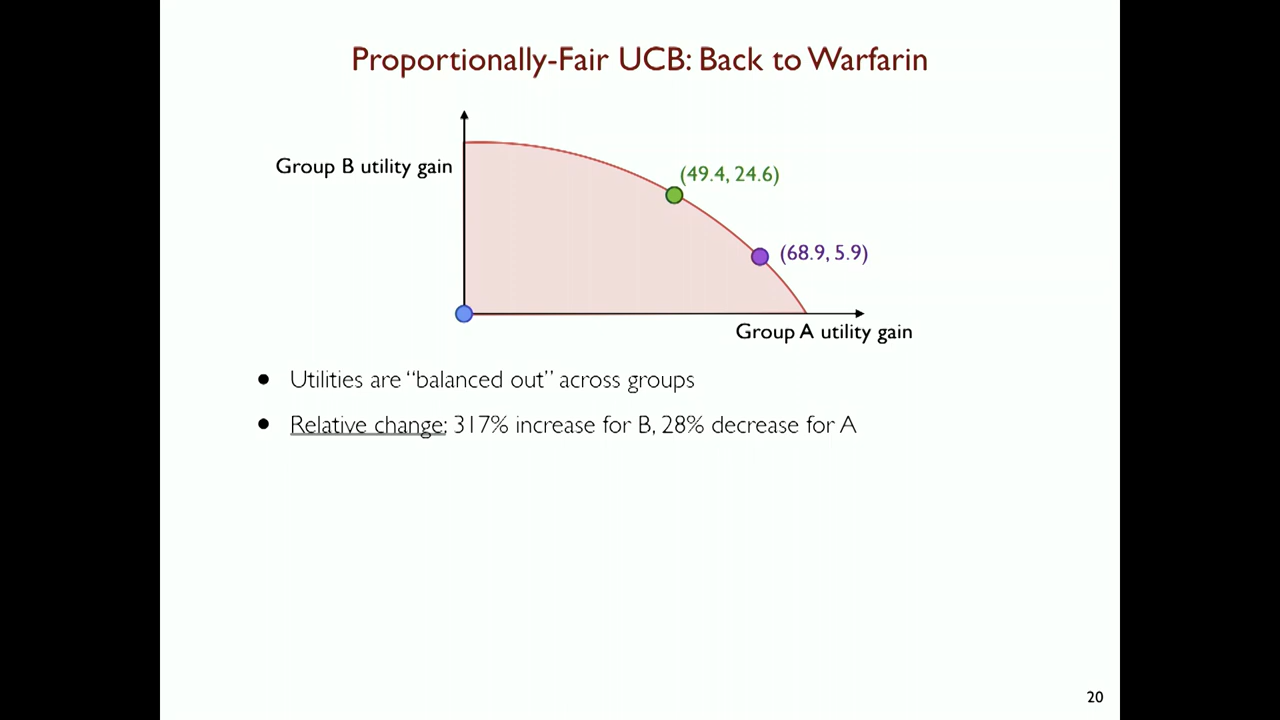 Proportionally-Fair UCB: Back to Warfarin
Group B utility gain
(49.4, 24.6)
(68.9, 5.9)
Group A utility gain
● Utilities are “balanced out” across groups
● Relative change: 317% increase for B, 28% decrease for A
20